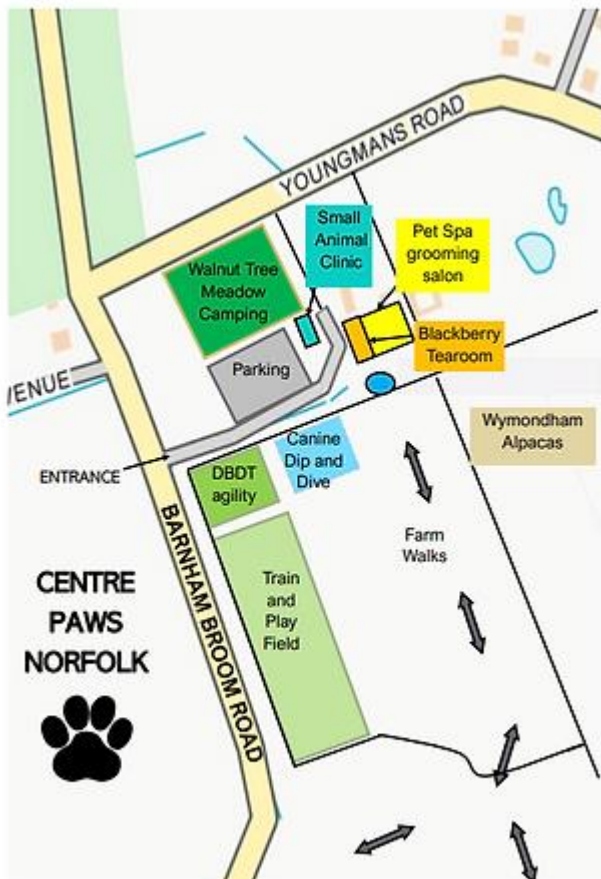 YOUNGMANS ROAD
Small
Animal
Clinic
Pet Spa
grooming
salon
Walnut Tree
Meadow
Camping
Blackberry
Tearoom
Parking
VENUE
ENTRANCE
Canine
Dip and
Dive
DBDT
agility
Wymondham
Alpacas
Farm
Walks
Train
and
Play
Field
BARNHAM BROOM ROAD
CENTRE
PAWS
NORFOLK